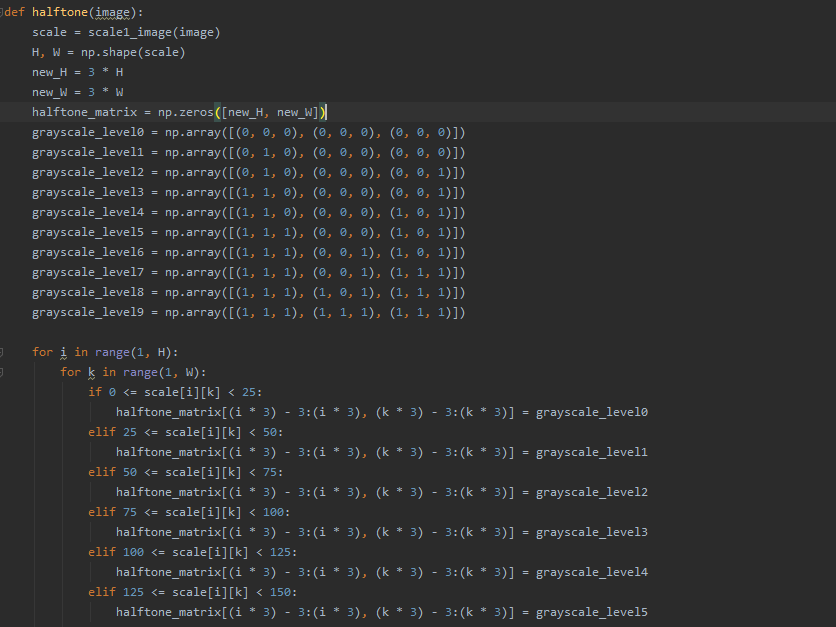 def halftone(image):
    scale = scale1_image(image)
    H, W = np.shape(scale)
    new_H = 3 * H
    new_W = 3 * W
    halftone_matrix = np.zeros([new_H, new_W])
    grayscale_level0 = np.array([(0, 0, 0), (0, 0, 0), (0, 0, 0)])
    grayscale_level1 = np.array([(0, 1, 0), (0, 0, 0), (0, 0, 0)])
    grayscale_level2 = np.array([(0, 1, 0), (0, 0, 0), (0, 0, 1)])
    grayscale_level3 = np.array([(1, 1, 0), (0, 0, 0), (0, 0, 1)])
    grayscale_level4 = np.array([(1, 1, 0), (0, 0, 0), (1, 0, 1)])
    grayscale_level5 = np.array([(1, 1, 1), (0, 0, 0), (1, 0, 1)])
    grayscale_level6 = np.array([(1, 1, 1), (0, 0, 1), (1, 0, 1)])
    grayscale_level7 = np.array([(1, 1, 1), (0, 0, 1), (1, 1, 1)])
    grayscale_level8 = np.array([(1, 1, 1), (1, 0, 1), (1, 1, 1)])
    grayscale_level9 = np.array([(1, 1, 1), (1, 1, 1), (1, 1, 1)])

    for i in range(1, H):
        for k in range(1, W):
            if 0 <= scale[i][k] < 25:
                halftone_matrix[(i * 3) - 3:(i * 3), (k * 3) - 3:(k * 3)] = grayscale_level0
            elif 25 <= scale[i][k] < 50:
                halftone_matrix[(i * 3) - 3:(i * 3), (k * 3) - 3:(k * 3)] = grayscale_level1
            elif 50 <= scale[i][k] < 75:
                halftone_matrix[(i * 3) - 3:(i * 3), (k * 3) - 3:(k * 3)] = grayscale_level2
            elif 75 <= scale[i][k] < 100:
                halftone_matrix[(i * 3) - 3:(i * 3), (k * 3) - 3:(k * 3)] = grayscale_level3
            elif 100 <= scale[i][k] < 125:
                halftone_matrix[(i * 3) - 3:(i * 3), (k * 3) - 3:(k * 3)] = grayscale_level4
            elif 125 <= scale[i][k] < 150:
                halftone_matrix[(i * 3) - 3:(i * 3), (k * 3) - 3:(k * 3)] = grayscale_level5